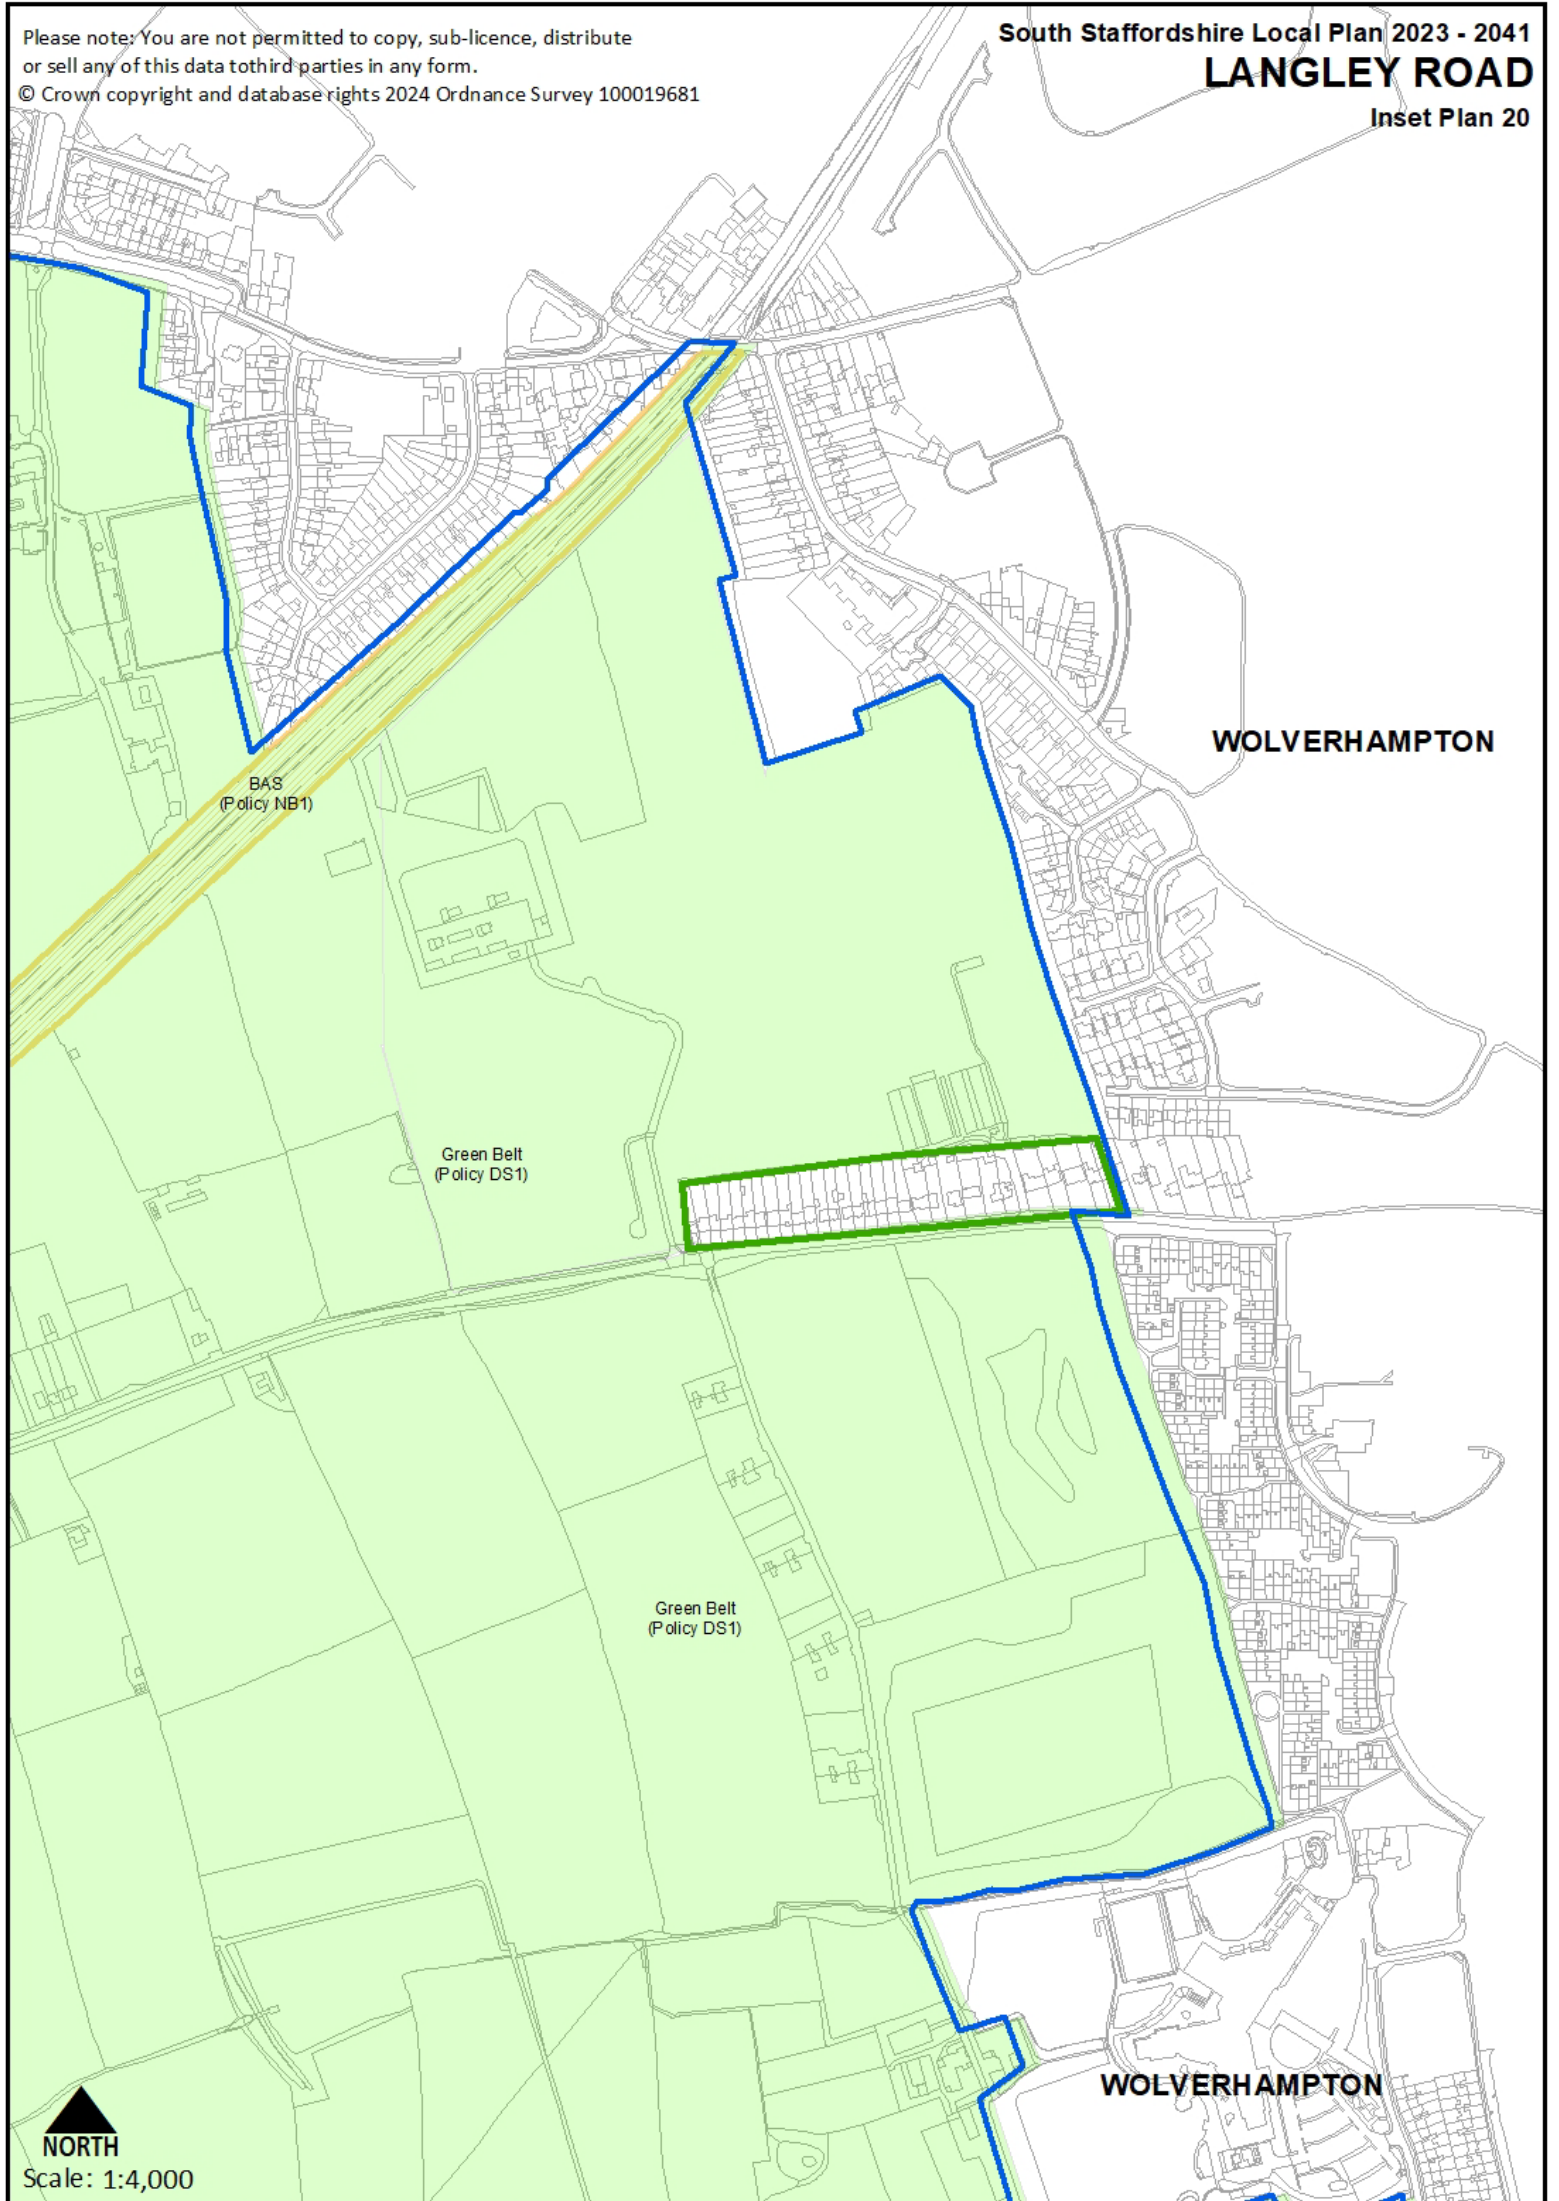 Please note: You are not permitted to copy, sub-licence, distribute
or sell any of this data tothird parties in any form.
© Crown copyright and database rights 2024 Ordnance Survey 100019681
South Staffordshire Local Plan 2023 - 2041
LANGLEY ROAD
Inset Plan 20
WOLVERHAMPTON
BAS
(Policy NB1)
Green Belt
(Policy DS1)
Green Belt
(Policy DS1)
WOLVERHAMPTON
NORTH
Scale: 1:4,000